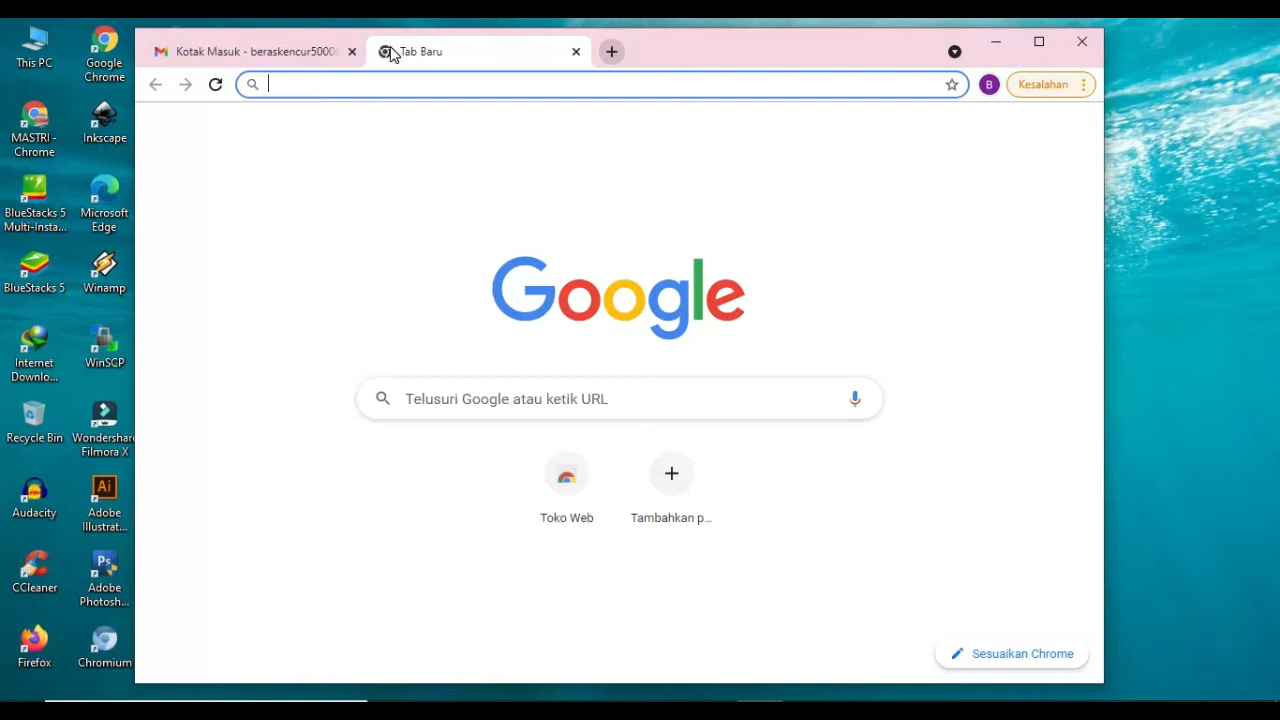 Kotak Masuk - beraskencur5000
Tab Baru
B
Kesalahan
Google
Telusuri Google atau ketik URL
Toko Web
Tambahkan p...
Sesuaikan Chrome
This PC
Google
Chrome
MASTRI -
Chrome
Inkscape
BlueStacks 5
Multi-Insta...
Microsoft
Edge
BlueStacks 5
Winamp
Internet
Downlo...
WinSCP
Recycle Bin
Wondershare
Filmora X
Audacity
Ai
Adobe
Illustrat...
CCleaner
Ps
Adobe
Photosh...
Firefox
Chromium